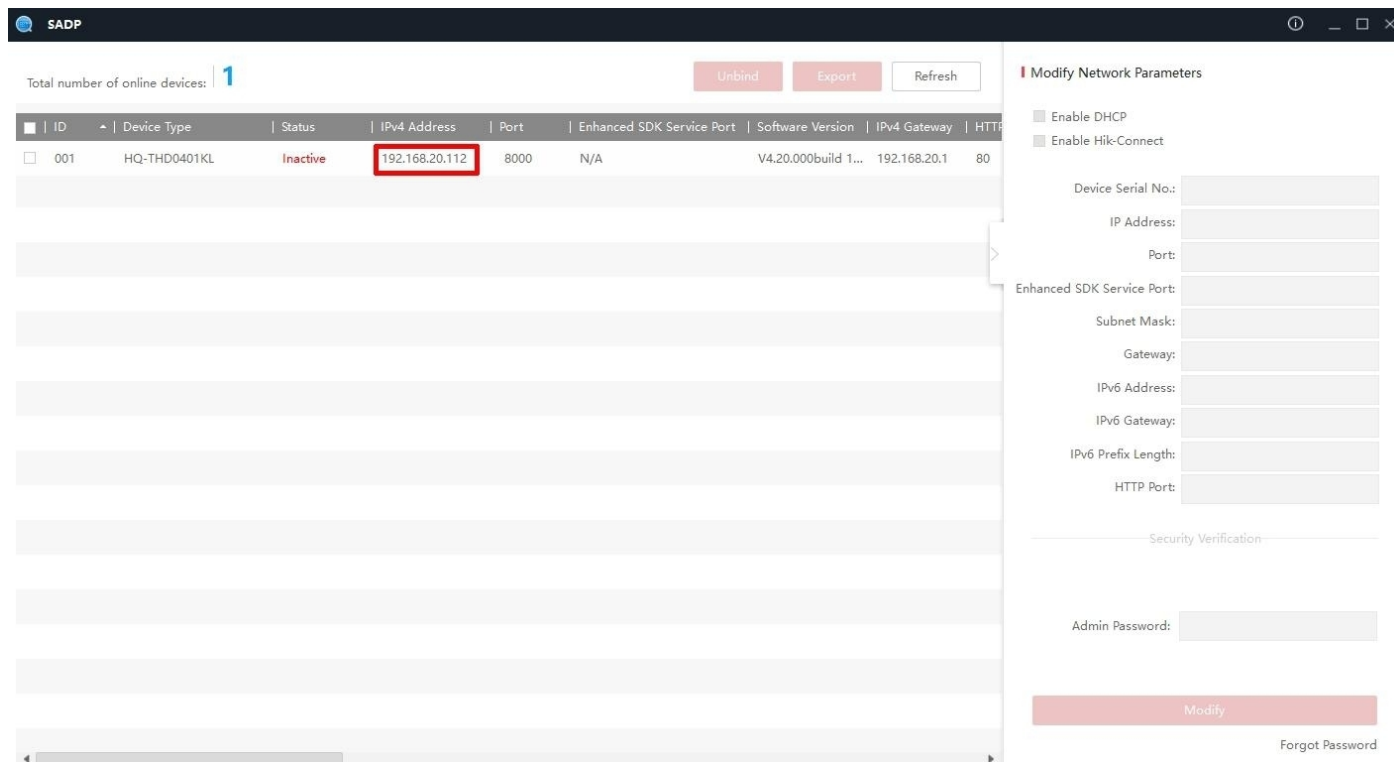 SADP
Total number of online devices: 1
Unbind
Export
Refresh
ID | Device Type | Status | IPv4 Address | Port | Enhanced SDK Service Port | Software Version | IPv4 Gateway | HTTP
001 HQ-THD0401KL Inactive 192.168.20.112 8000 N/A V4.20.000build 1... 192.168.20.1 80
Modify Network Parameters
Enable DHCP
Enable Hik-Connect
Device Serial No.:
IP Address:
Port:
Enhanced SDK Service Port:
Subnet Mask:
Gateway:
IPv6 Address:
IPv6 Gateway:
IPv6 Prefix Length:
HTTP Port:
Security Verification
Admin Password:
Modify
Forgot Password